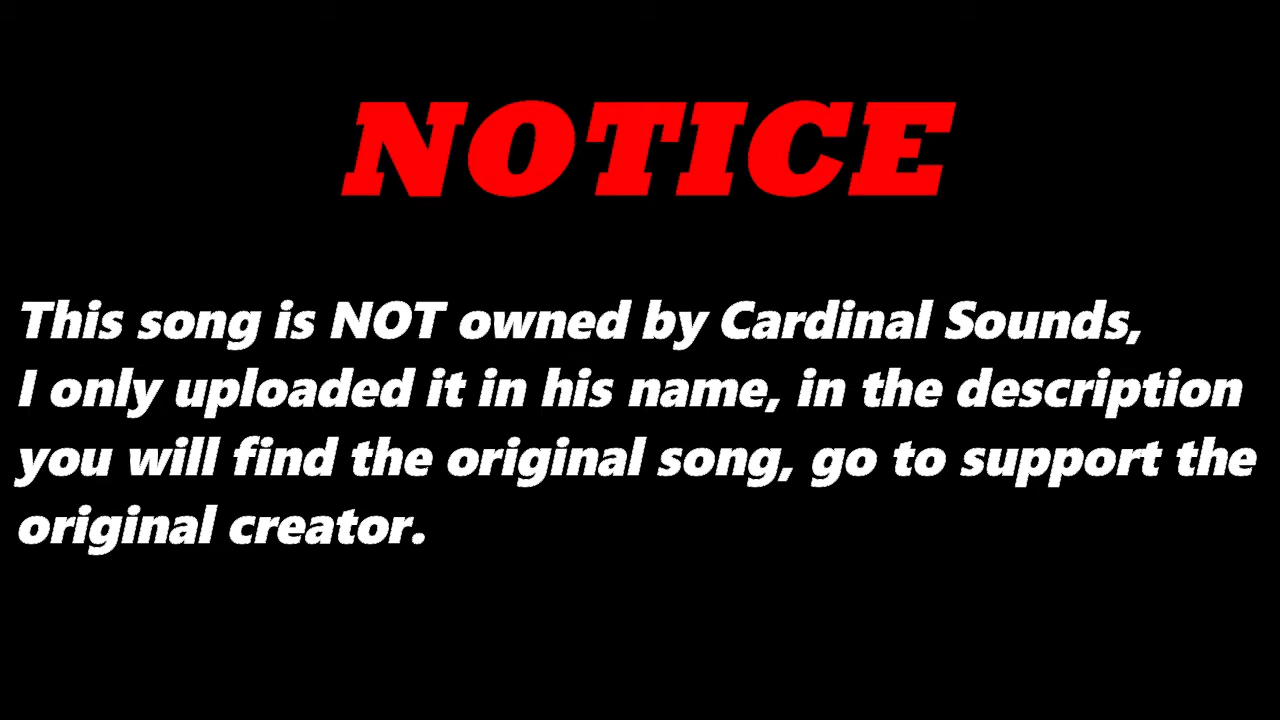 NOTICE
This song is NOT owned by Cardinal Sounds,
I only uploaded it in his name, in the description
you will find the original song, go to support the
original creator.